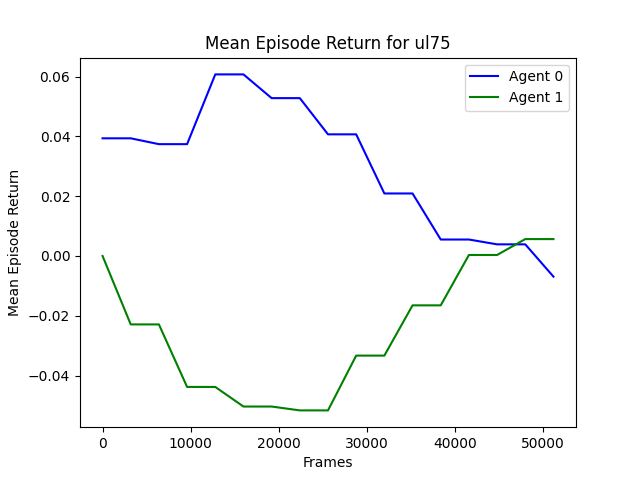 Mean Episode Return for ul75
Agent 0
Agent 1
Mean Episode Return
0.06
0.04
0.02
0.00
−0.02
−0.04
0
10000
20000
30000
40000
50000
Frames